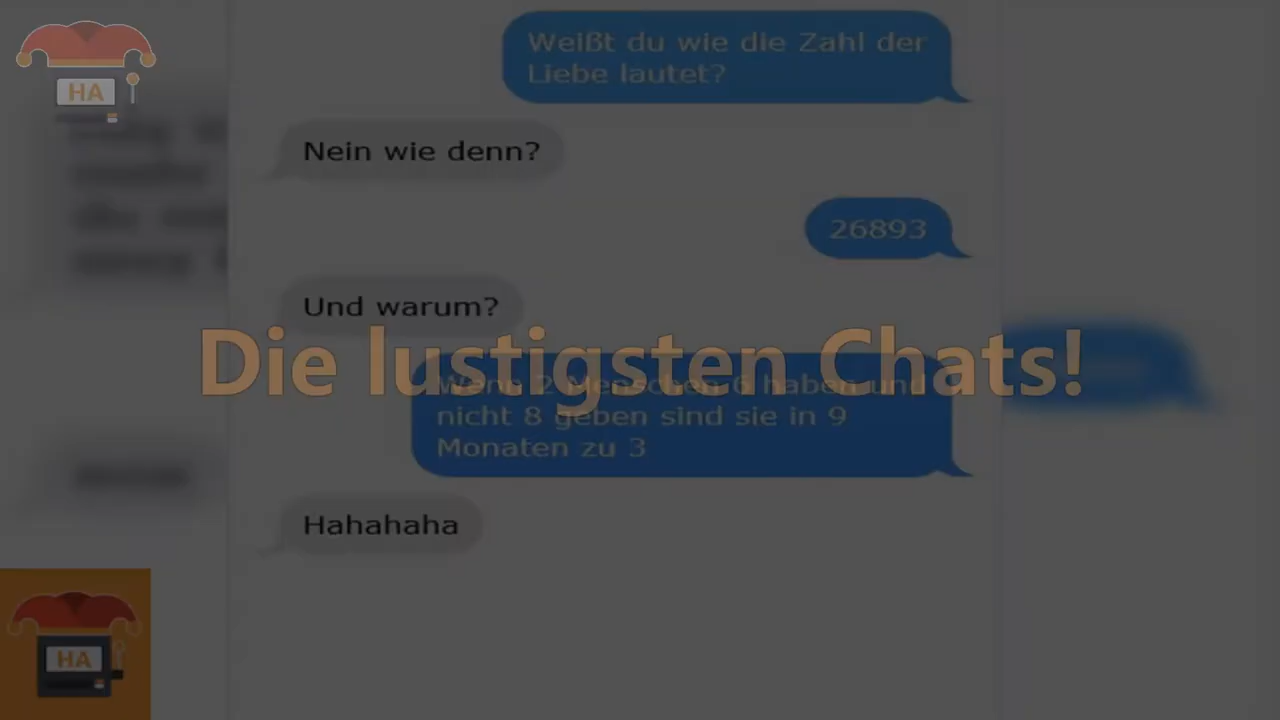 HA
Weißt du wie die Zahl der
Liebe lautet?
Nein wie denn?
26893
Und warum?
Die lustigsten Chats!
Wenn 2 Menschen 6 haben und
nicht 8 geben sind sie in 9
Monaten zu 3
Hahahaha
HA